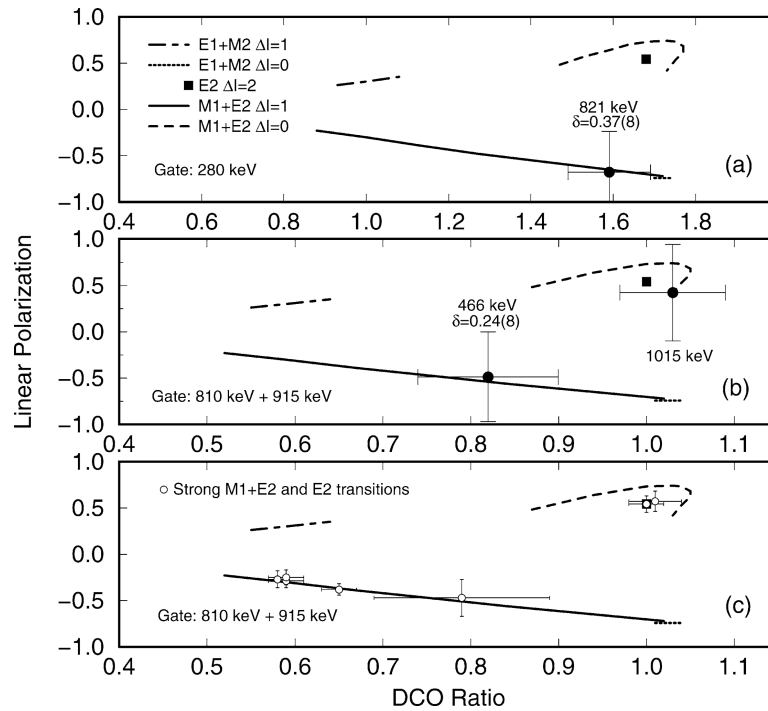 1.0
0.5
0.0
−0.5
−1.0
E1+M2 ΔI=1
E1+M2 ΔI=0
E2 ΔI=2
M1+E2 ΔI=1
M1+E2 ΔI=0
821 keV
δ=0.37(8)
Gate: 280 keV
(a)
0.4 0.6 0.8 1.0 1.2 1.4 1.6 1.8
1.0
0.5
0.0
−0.5
−1.0
466 keV
δ=0.24(8)
1015 keV
Gate: 810 keV + 915 keV
(b)
0.4 0.5 0.6 0.7 0.8 0.9 1.0 1.1
1.0
0.5
0.0
−0.5
−1.0
Strong M1+E2 and E2 transitions
Gate: 810 keV + 915 keV
(c)
0.4 0.5 0.6 0.7 0.8 0.9 1.0 1.1
Linear Polarization
DCO Ratio